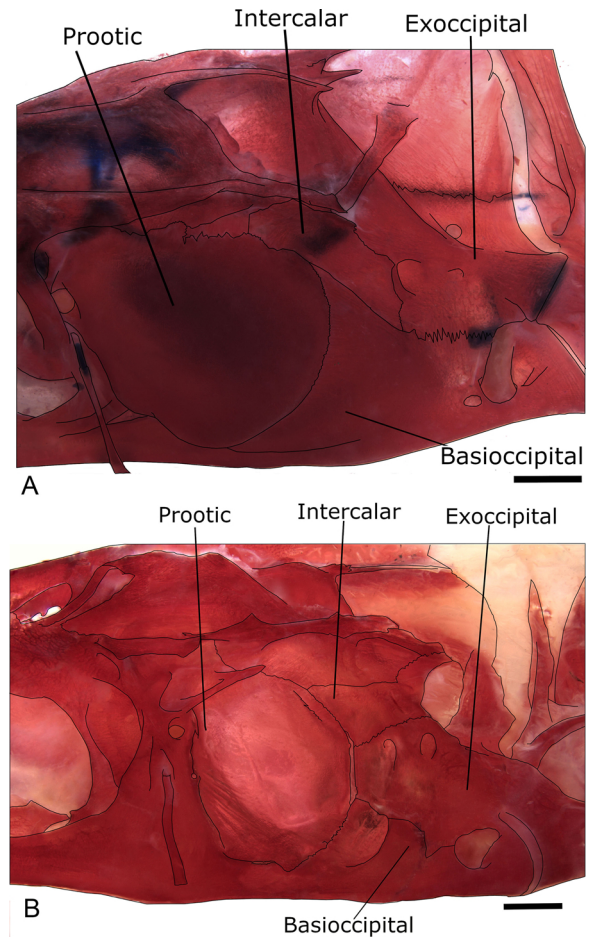 Prootic
Intercalar
Exoccipital
Basioccipital
A
Prootic
Intercalar
Exoccipital
B
Basioccipital